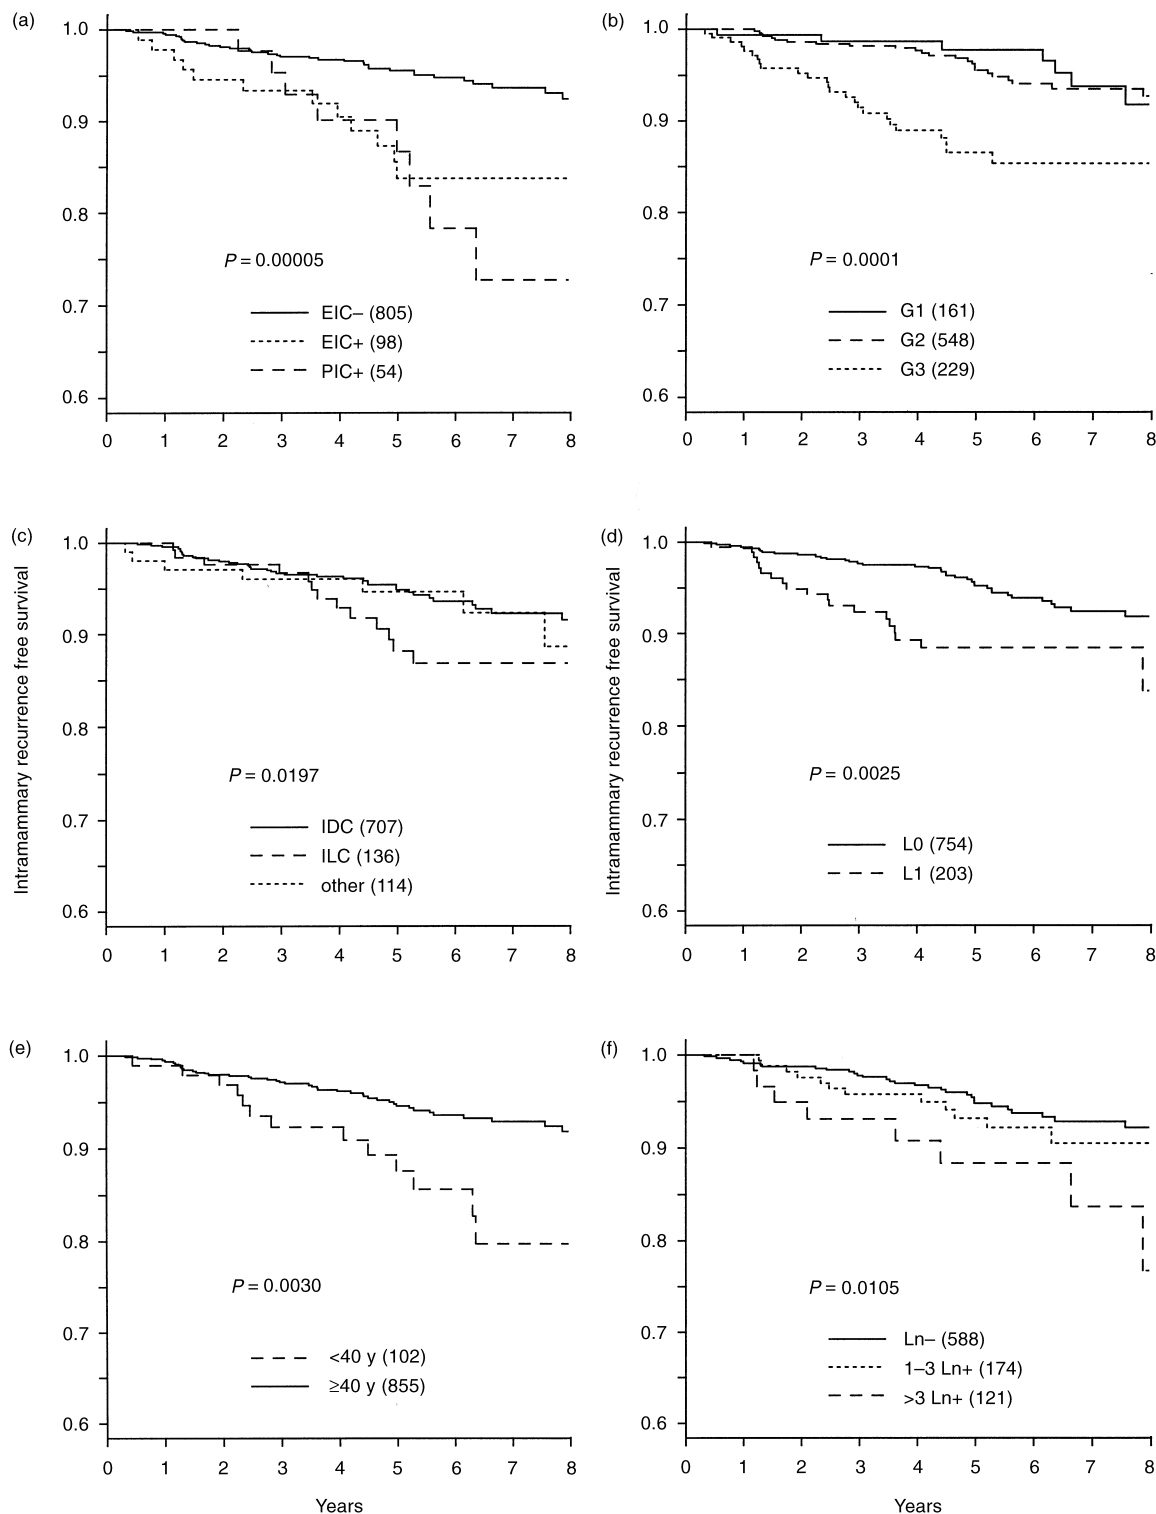 (a)
1.0
0.9
0.8
0.7
0.6
P = 0.00005
EIC– (805)
EIC+ (98)
PIC+ (54)
0 1 2 3 4 5 6 7 8
(b)
1.0
0.9
0.8
0.7
0.6
P = 0.0001
G1 (161)
G2 (548)
G3 (229)
0 1 2 3 4 5 6 7 8
Intramammary recurrence free survival
(c)
1.0
0.9
0.8
0.7
0.6
P = 0.0197
IDC (707)
ILC (136)
other (114)
0 1 2 3 4 5 6 7 8
Intramammary recurrence free survival
(d)
1.0
0.9
0.8
0.7
0.6
P = 0.0025
L0 (754)
L1 (203)
0 1 2 3 4 5 6 7 8
(e)
1.0
0.9
0.8
0.7
0.6
P = 0.0030
<40 y (102)
≥40 y (855)
0 1 2 3 4 5 6 7 8
Years
(f)
1.0
0.9
0.8
0.7
0.6
P = 0.0105
Ln– (588)
1–3 Ln+ (174)
>3 Ln+ (121)
0 1 2 3 4 5 6 7 8
Years